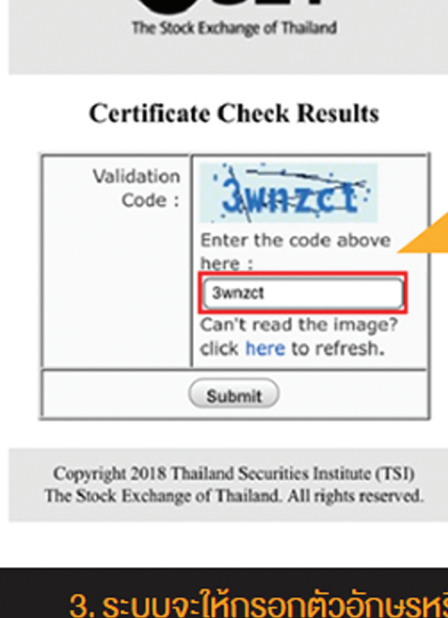 The Stock Exchange of Thailand
Certificate Check Results
Validation
Code :
3wnzct
Enter the code above
here :
3wnzct
Can't read the image?
click here to refresh.
Submit
Copyright 2018 Thailand Securities Institute (TSI)
The Stock Exchange of Thailand. All rights reserved.
3. ระบบจะให้กรอกตัวอักษรหรื